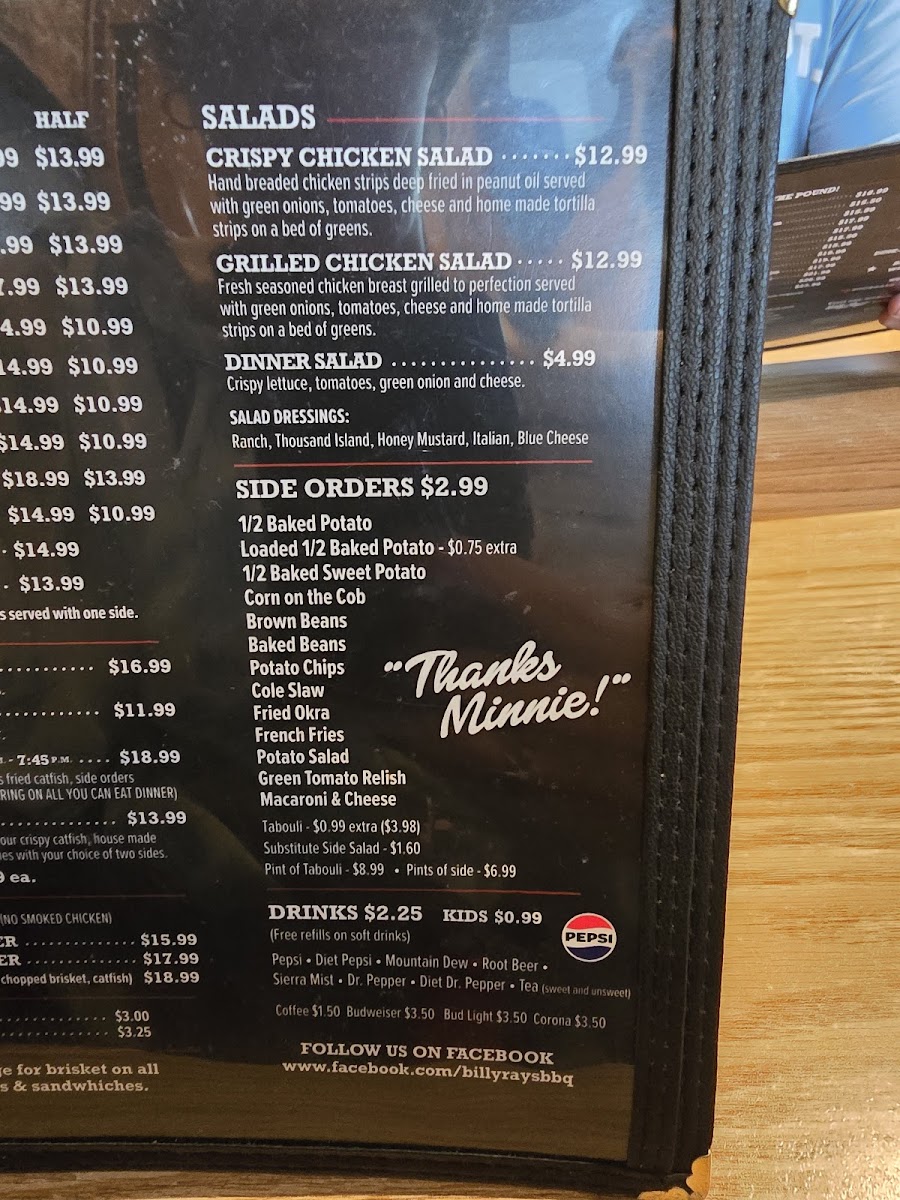 HALF
99 $13.99
99 $13.99
.99 $13.99
.99 $13.99
4.99 $10.99
14.99 $10.99
$14.99 $10.99
$14.99 $10.99
$18.99 $13.99
$14.99 $10.99
$14.99
$13.99
s served with one side.
$16.99
$11.99
- 7:45 P.M. .... $18.99
s fried catfish, side orders
RING ON ALL YOU CAN EAT DINNER)
$13.99
our crispy catfish, house made
ies with your choice of two sides.
9 ea.
(NO SMOKED CHICKEN)
ER ............... $15.99
ER ............... $17.99
chopped brisket, catfish) $18.99
$3.00
$3.25
ge for brisket on all
s & sandwhiches.
SALADS
CRISPY CHICKEN SALAD ....... $12.99
Hand breaded chicken strips deep fried in peanut oil served
with green onions, tomatoes, cheese and home made tortilla
strips on a bed of greens.
GRILLED CHICKEN SALAD ..... $12.99
Fresh seasoned chicken breast grilled to perfection served
with green onions, tomatoes, cheese and home made tortilla
strips on a bed of greens.
DINNER SALAD ............... $4.99
Crispy lettuce, tomatoes, green onion and cheese.
SALAD DRESSINGS:
Ranch, Thousand Island, Honey Mustard, Italian, Blue Cheese
SIDE ORDERS $2.99
1/2 Baked Potato
Loaded 1/2 Baked Potato - $0.75 extra
1/2 Baked Sweet Potato
Corn on the Cob
Brown Beans
Baked Beans
Potato Chips
Cole Slaw
Fried Okra
French Fries
Potato Salad
Green Tomato Relish
Macaroni & Cheese
"Thanks
Minnie!"
Tabouli - $0.99 extra ($3.98)
Substitute Side Salad - $1.60
Pint of Tabouli - $8.99 • Pints of side - $6.99
DRINKS $2.25 KIDS $0.99
(Free refills on soft drinks)
PEPSI
Pepsi • Diet Pepsi • Mountain Dew • Root Beer •
Sierra Mist • Dr. Pepper • Diet Dr. Pepper • Tea (sweet and unsweet)
Coffee $1.50 Budweiser $3.50 Bud Light $3.50 Corona $3.50
FOLLOW US ON FACEBOOK
www.facebook.com/billyraysbbq
THE POUND!